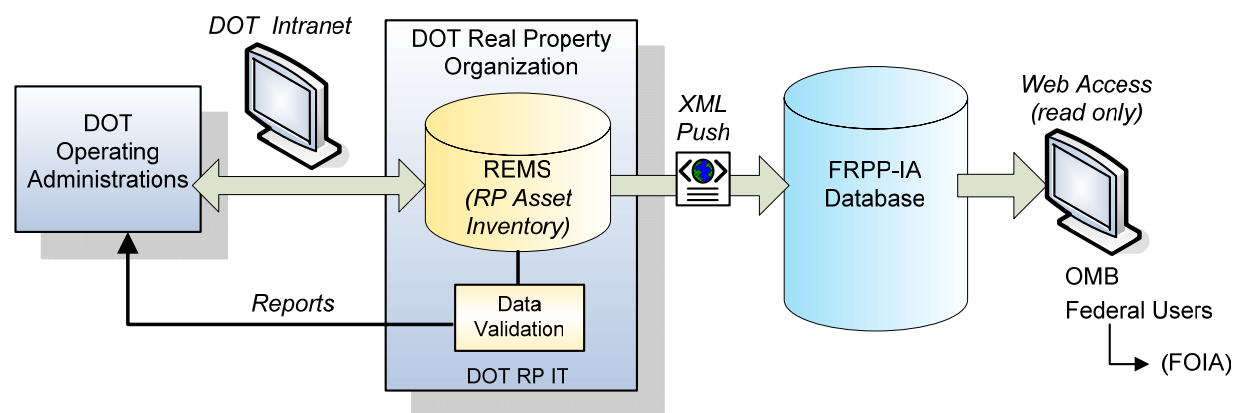 DOT Intranet
DOT
Operating
Administrations
Reports
DOT Real Property
Organization
REMS
(RP Asset
Inventory)
Data
Validation
DOT RP IT
XML
Push
FRPP-IA
Database
Web Access
(read only)
OMB
Federal Users
(FOIA)